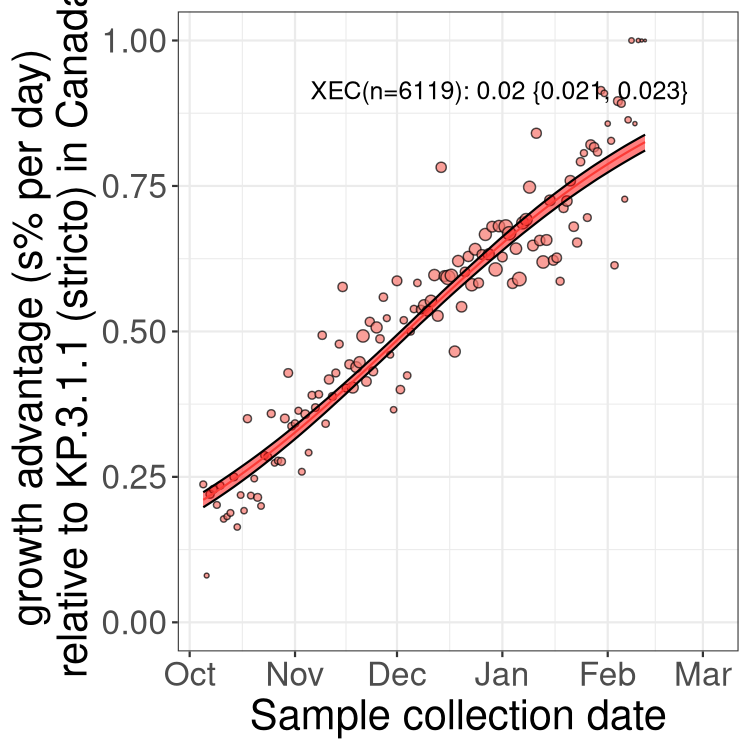 growth advantage (s% per day)
relative to KP.3.1.1 (stricto) in Canada
1.00
0.75
0.50
0.25
0.00
XEC(n=6119): 0.02 {0.021, 0.023}
Oct Nov Dec Jan Feb Mar
Sample collection date